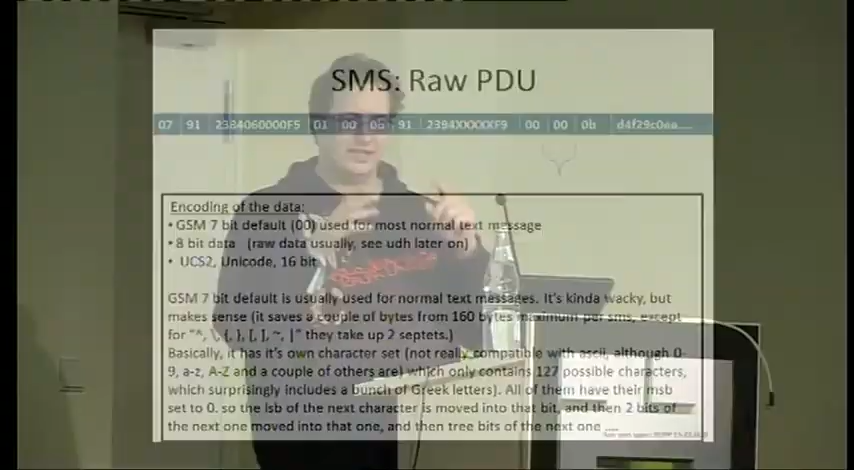 SMS: Raw PDU
07 91 2384060000F5 01 00 05 91 2394XXXXXF9 00 00 0b d4f29c0ea....
Encoding of the data:
• GSM 7 bit default (00) used for most normal text message
• 8 bit data (raw data usually, see udh later on)
• UCS2, Unicode, 16 bit
GSM 7 bit default is usually used for normal text messages. It's kinda wacky, but
makes sense (it saves a couple of bytes from 160 bytes maximum per sms, except
for "^, \, {, }, [, ], ~, |" they take up 2 septets.)
Basically, it has it's own character set (not really compatible with ascii, although 0-
9, a-z, A-Z and a couple of others are) which only contains 127 possible characters,
which surprisingly includes a bunch of Greek letters). All of them have their msb
set to 0. so the lsb of the next character is moved into that bit, and then 2 bits of
the next one moved into that one, and then tree bits of the next one ....